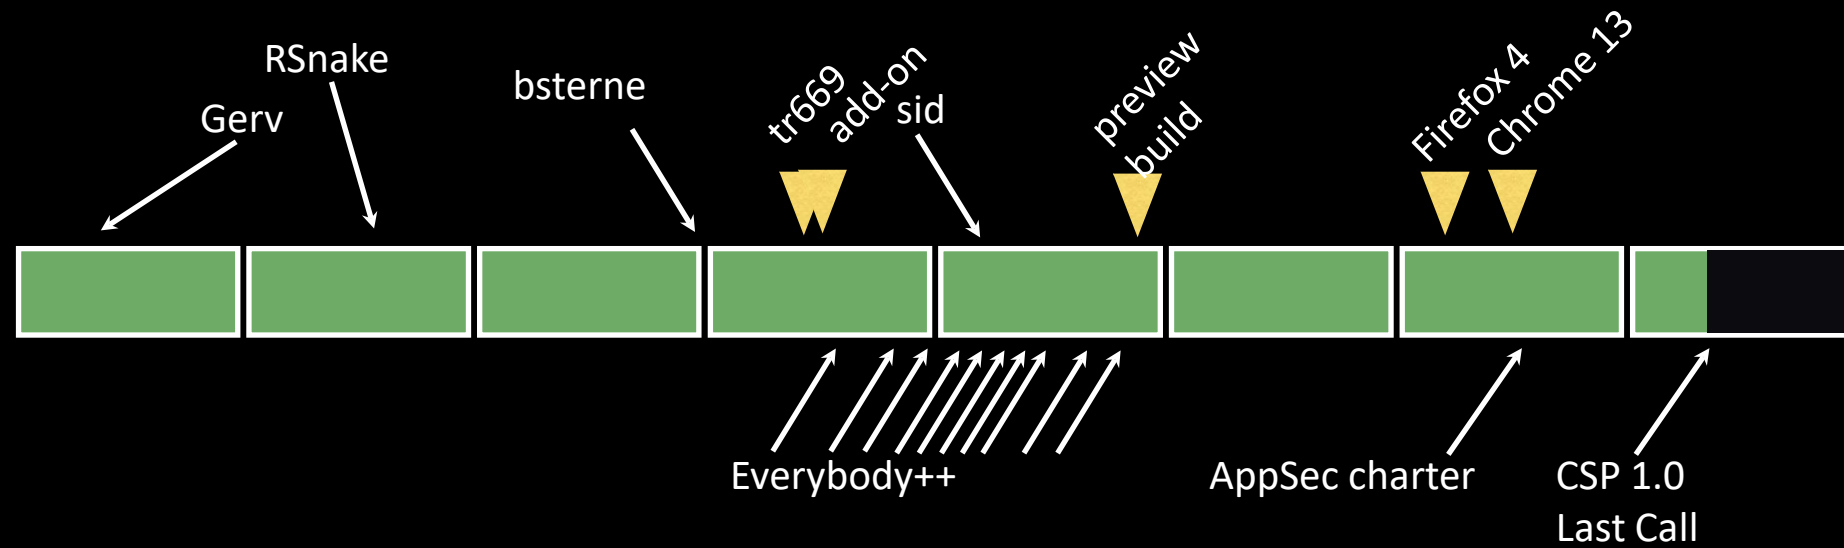 RSnake
Gerv
bsterne
tr669
add-on
sid
preview
build
Firefox 4
Chrome 13
Everybody++
AppSec charter
CSP 1.0
Last Call